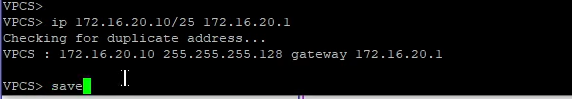 VPCS>
VPCS> ip 172.16.20.10/25 172.16.20.1
Checking for duplicate address...
VPCS : 172.16.20.10 255.255.255.128 gateway 172.16.20.1
VPCS> save